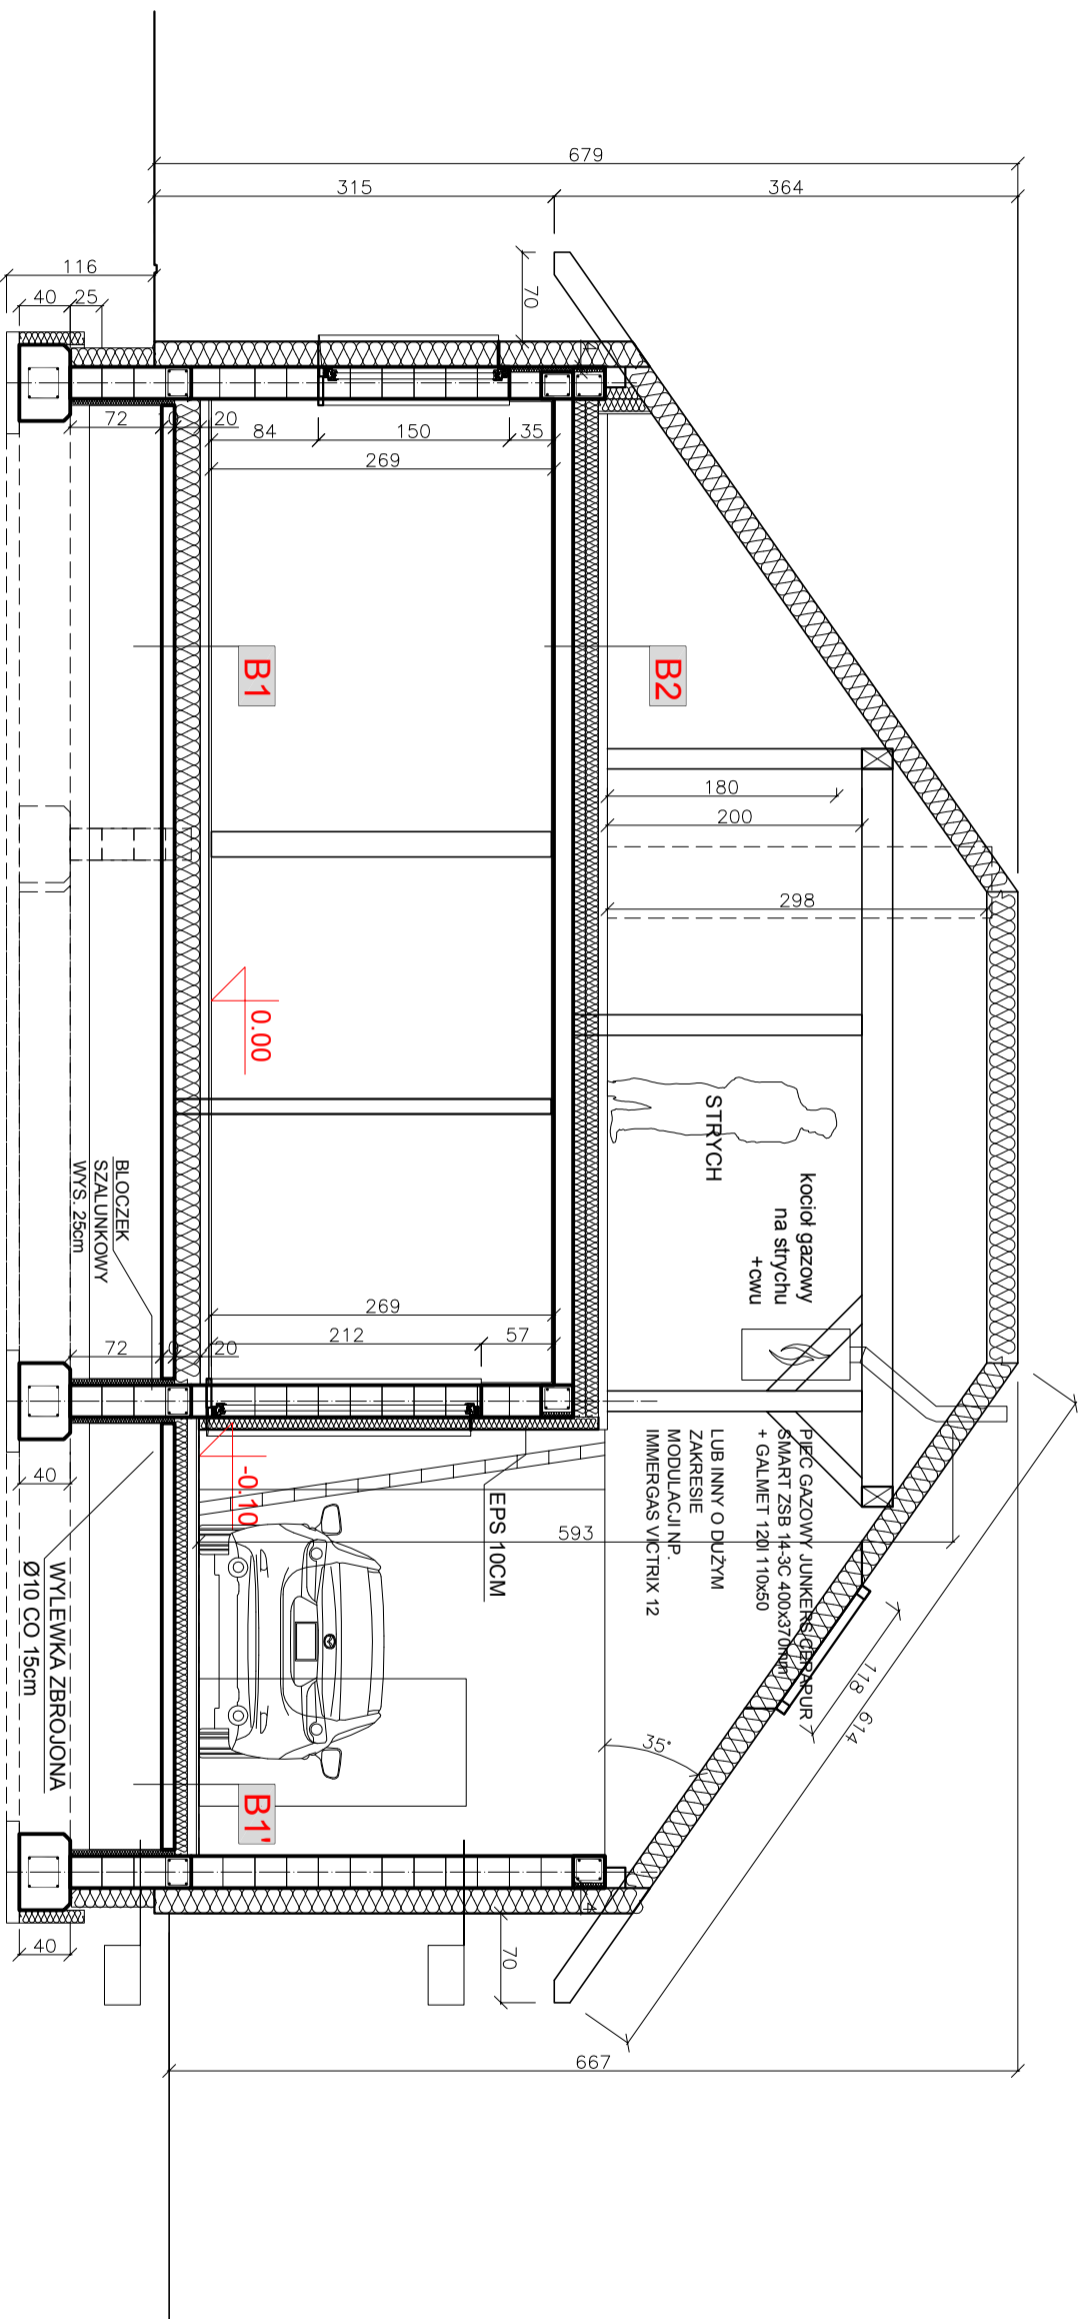 679
315
364
116
40
25
70
4
72
10
20
84
150
35
269
B1
B2
180
200
298
0.00
STRYCH
kocioł gazowy
na strychu
+cwu
BLOCZEK
SZALUNKOWY
WYS. 25cm
269
212
57
72
10
20
40
-0.10
EPS 10CM
593
PIEC GAZOWY JUNKERS CERAPUR
SMART ZSB 14-3C 400x370mm
+ GALMET 120l 110x50
LUB INNY O DUŻYM
ZAKRESIE
MODULACJI NP.
IMMERGAS VICTRIX 12
118
614
35°
WYLEWKA ZBROJONA
Ø10 CO 15cm
B1'
4
40
70
667